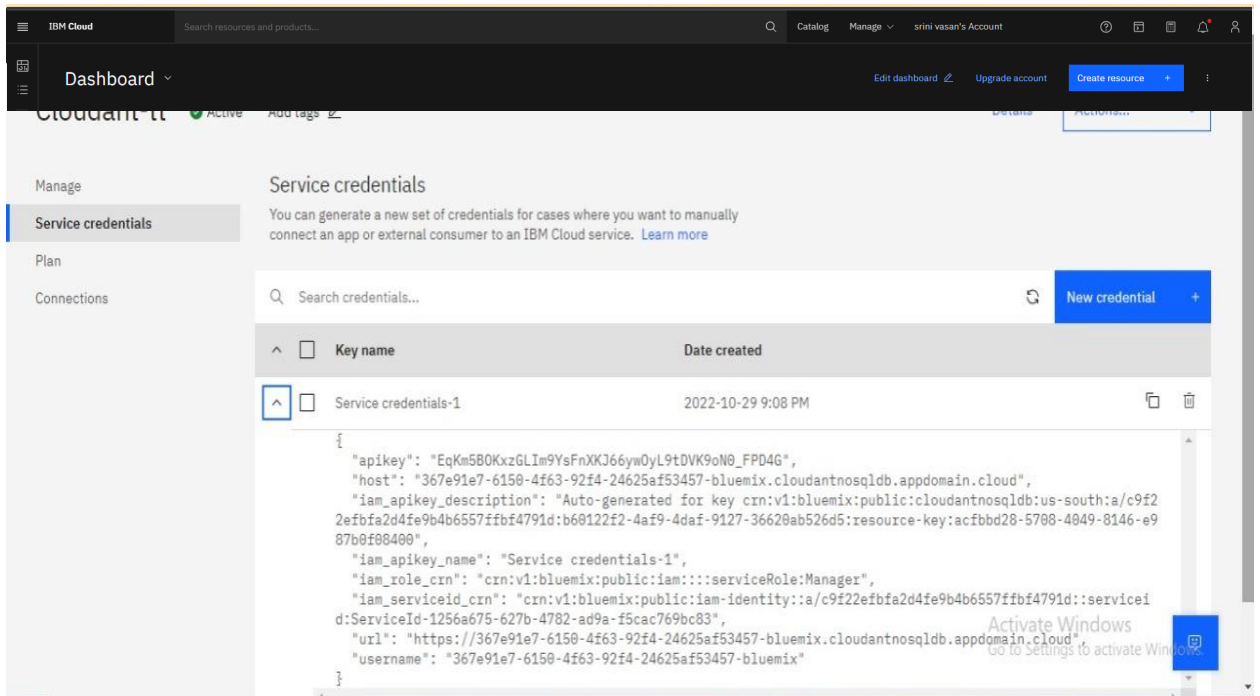 IBM Cloud
Search resources and products...
Catalog
Manage
srini vasan's Account
Dashboard
Edit dashboard
Upgrade account
Create resource +
Cloudant-tt
Active
Add tags
Details
Actions...
Manage
Service credentials
Plan
Connections
Service credentials
You can generate a new set of credentials for cases where you want to manually
connect an app or external consumer to an IBM Cloud service. Learn more
Search credentials...
New credential +
Key name
Date created
Service credentials-1
2022-10-29 9:08 PM
{
"apikey": "EqKm5BOKxzGLIm9YsFnXKJ66ywOyL9tDVK9oN0_FPD4G",
"host": "367e91e7-6150-4f63-92f4-24625af53457-bluemix.cloudantnosqldb.appdomain.cloud",
"iam_apikey_description": "Auto-generated for key crn:v1:bluemix:public:cloudantnosqldb:us-south:a/c9f2
2efbfa2d4fe9b4b6557ffbf4791d:b60122f2-4af9-4daf-9127-36620ab526d5:resource-key:acfbbd28-5708-4049-8146-e9
87b0f08400",
"iam_apikey_name": "Service credentials-1",
"iam_role_crn": "crn:v1:bluemix:public:iam::::serviceRole:Manager",
"iam_serviceid_crn": "crn:v1:bluemix:public:iam-identity::a/c9f22efbfa2d4fe9b4b6557ffbf4791d::servicei
d:ServiceId-1256a675-627b-4782-ad9a-f5cac769bc83",
"url": "https://367e91e7-6150-4f63-92f4-24625af53457-bluemix.cloudantnosqldb.appdomain.cloud",
"username": "367e91e7-6150-4f63-92f4-24625af53457-bluemix"
}
Activate Windows
Go to Settings to activate Windows.